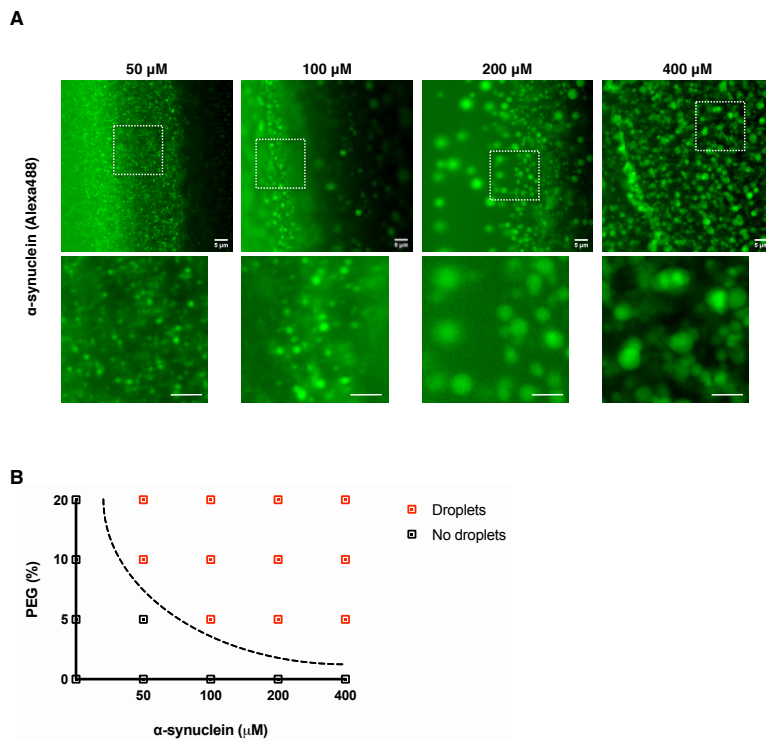 A
50 µM
100 µM
200 µM
400 µM
α-synuclein (Alexa488)
5 µm
5 µm
5 µm
5 µm
B
20
10
5
0
PEG (%)
50
100
200
400
α-synuclein (µM)
Droplets
No droplets